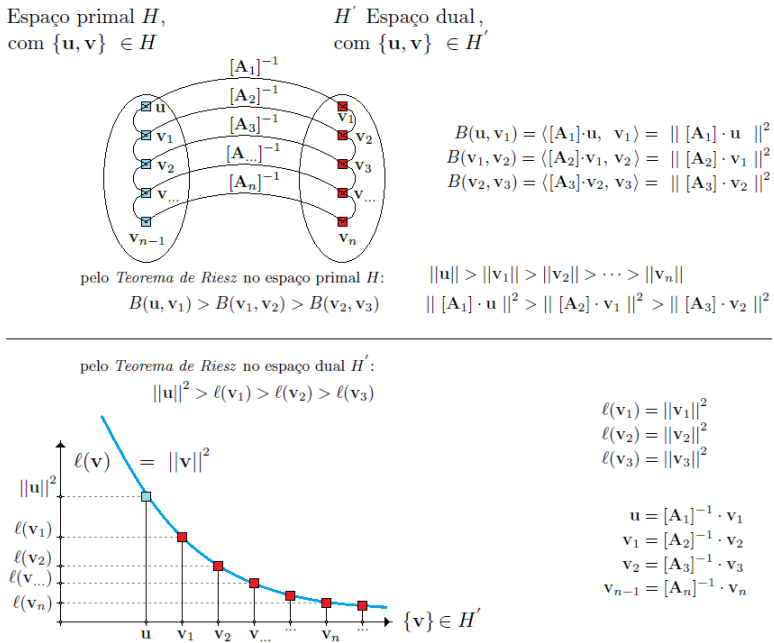 Espaço primal H,
com {u, v} ∈ H
H′ Espaço dual,
com {u, v} ∈ H′
[A₁]⁻¹
[A₂]⁻¹
[A₃]⁻¹
[A...]⁻¹
[Aₙ]⁻¹
u
v₁
v₂
v...
vₙ₋₁
v₁
v₂
v₃
v...
vₙ
B(u, v₁) = ⟨[A₁]·u, v₁⟩ = || [A₁] · u ||²
B(v₁, v₂) = ⟨[A₂]·v₁, v₂⟩ = || [A₂] · v₁ ||²
B(v₂, v₃) = ⟨[A₃]·v₂, v₃⟩ = || [A₃] · v₂ ||²
pelo Teorema de Riesz no espaço primal H:
B(u, v₁) > B(v₁, v₂) > B(v₂, v₃)
||u|| > ||v₁|| > ||v₂|| > · · · > ||vₙ||
|| [A₁] · u ||² > || [A₂] · v₁ ||² > || [A₃] · v₂ ||²
pelo Teorema de Riesz no espaço dual H′:
||u||² > ℓ(v₁) > ℓ(v₂) > ℓ(v₃)
ℓ(v) = ||v||²
||u||²
ℓ(v₁)
ℓ(v₂)
ℓ(v...)
ℓ(vₙ)
u v₁ v₂ v... ... vₙ ... {v} ∈ H′
ℓ(v₁) = ||v₁||²
ℓ(v₂) = ||v₂||²
ℓ(v₃) = ||v₃||²
u = [A₁]⁻¹ · v₁
v₁ = [A₂]⁻¹ · v₂
v₂ = [A₃]⁻¹ · v₃
vₙ₋₁ = [Aₙ]⁻¹ · vₙ